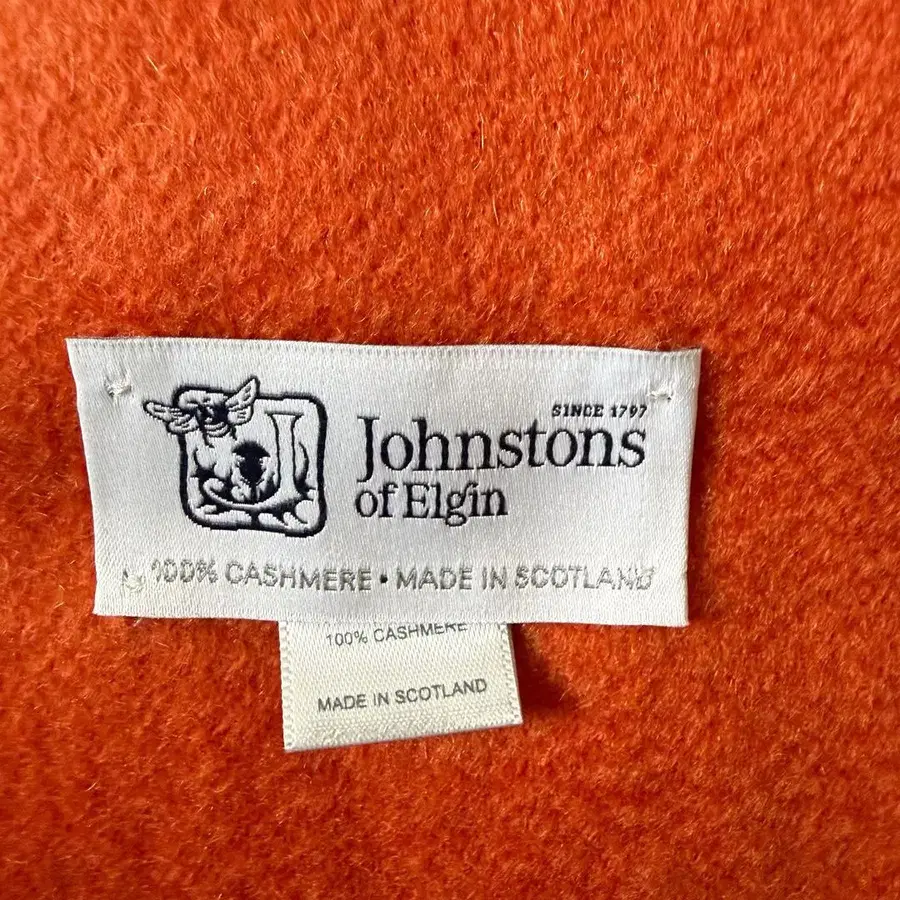 SINCE 1797
Johnstons
of Elgin
100% CASHMERE • MADE IN SCOTLAND
100% CASHMERE
MADE IN SCOTLAND